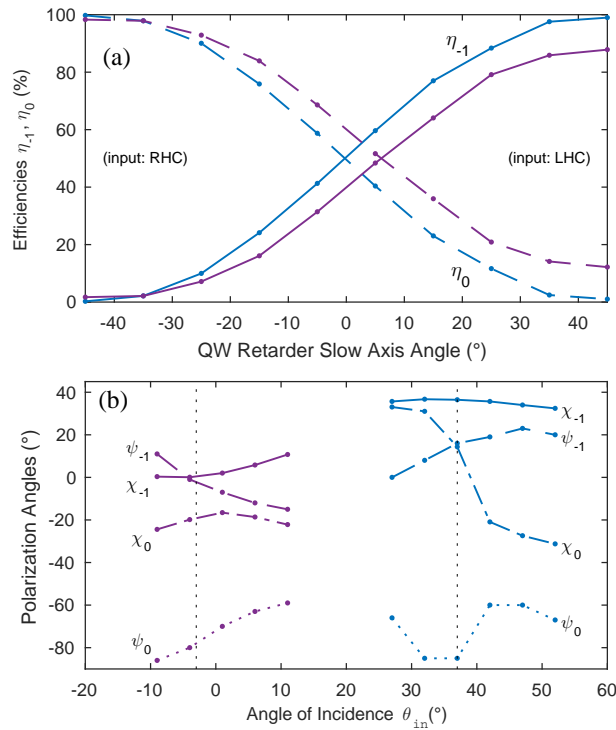 (a)
η-1
(input: RHC)
(input: LHC)
η0
Efficiencies η-1, η0 (%)
100
80
60
40
20
0
-40 -30 -20 -10 0 10 20 30 40
QW Retarder Slow Axis Angle (°)
(b)
ψ-1
χ-1
χ0
ψ0
χ-1
ψ-1
χ0
ψ0
Polarization Angles (°)
40
20
0
-20
-40
-60
-80
-20 -10 0 10 20 30 40 50 60
Angle of Incidence θin(°)